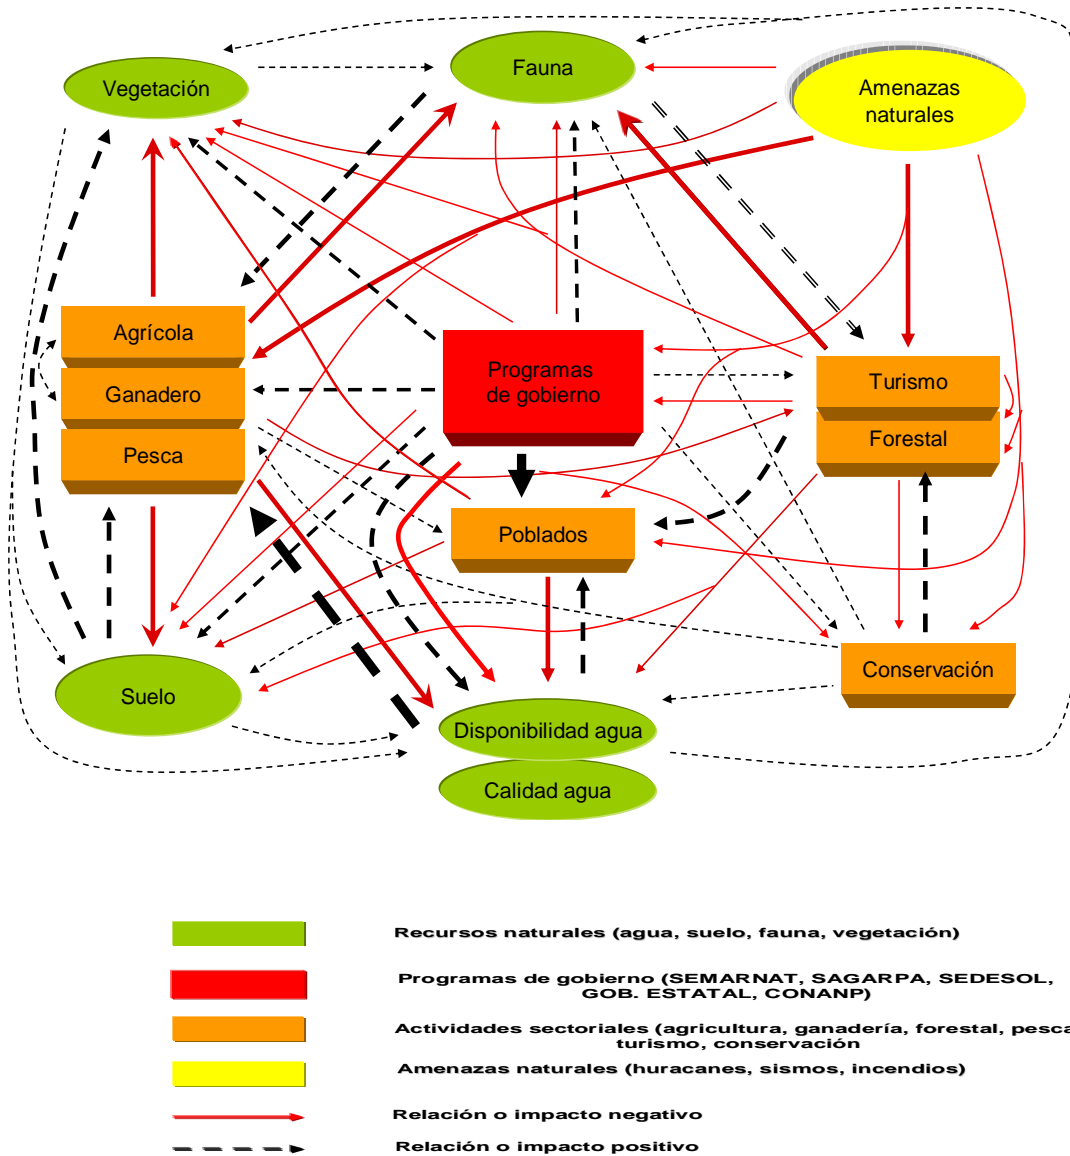 Vegetación
Fauna
Amenazas
naturales
Agrícola
Ganadero
Pesca
Programas
de gobierno
Turismo
Forestal
Poblados
Conservación
Suelo
Disponibilidad agua
Calidad agua
Recursos naturales (agua, suelo, fauna, vegetación)
Programas de gobierno (SEMARNAT, SAGARPA, SEDESOL,
GOB. ESTATAL, CONANP)
Actividades sectoriales (agricultura, ganadería, forestal, pesca
turismo, conservación
Amenazas naturales (huracanes, sismos, incendios)
Relación o impacto negativo
Relación o impacto positivo